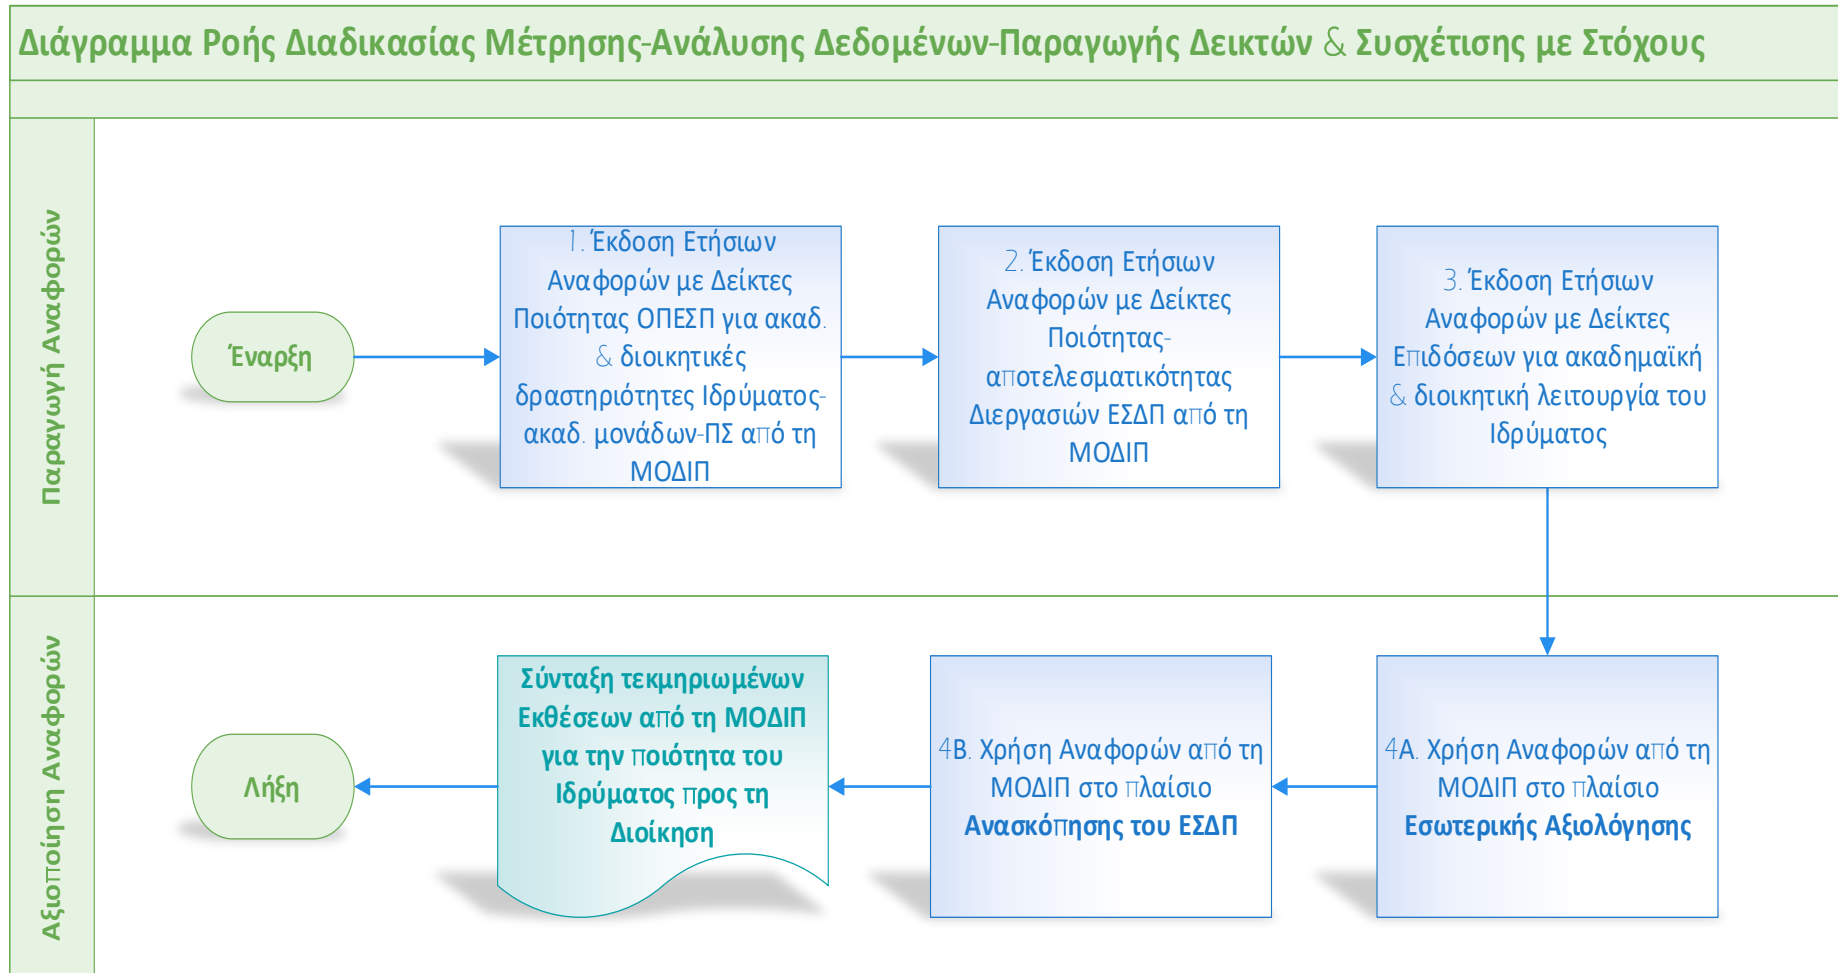 Διάγραμμα Ροής Διαδικασίας Μέτρησης-Ανάλυσης Δεδομένων-Παραγωγής Δεικτών & Συσχέτισης με Στόχους
Παραγωγή Αναφορών
Έναρξη
1. Έκδοση Ετήσιων
Αναφορών με Δείκτες
Ποιότητας ΟΠΕΣΠ για ακαδ.
& διοικητικές
δραστηριότητες Ιδρύματος-
ακαδ. μονάδων-ΠΣ από τη
ΜΟΔΙΠ
2. Έκδοση Ετήσιων
Αναφορών με Δείκτες
Ποιότητας-
αποτελεσματικότητας
Διεργασιών ΕΣΔΠ από τη
ΜΟΔΙΠ
3. Έκδοση Ετήσιων
Αναφορών με Δείκτες
Επιδόσεων για ακαδημαϊκή
& διοικητική λειτουργία του
Ιδρύματος
Αξιοποίηση Αναφορών
4Α. Χρήση Αναφορών από τη
ΜΟΔΙΠ στο πλαίσιο
Εσωτερικής Αξιολόγησης
4Β. Χρήση Αναφορών από τη
ΜΟΔΙΠ στο πλαίσιο
Ανασκόπησης του ΕΣΔΠ
Σύνταξη τεκμηριωμένων
Εκθέσεων από τη ΜΟΔΙΠ
για την ποιότητα του
Ιδρύματος προς τη
Διοίκηση
Λήξη